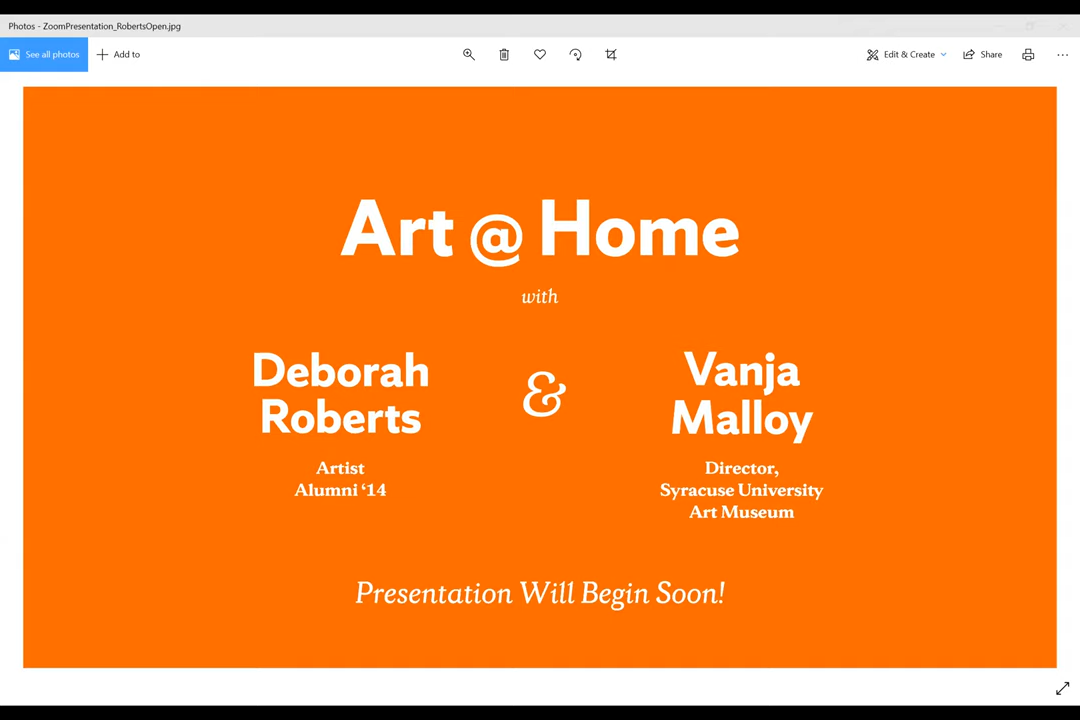 Photos - ZoomPresentation_RobertsOpen.jpg
See all photos
Add to
Edit & Create
Share
Art @ Home
with
Deborah
Roberts
Artist
Alumni ‘14
&
Vanja
Malloy
Director,
Syracuse University
Art Museum
Presentation Will Begin Soon!